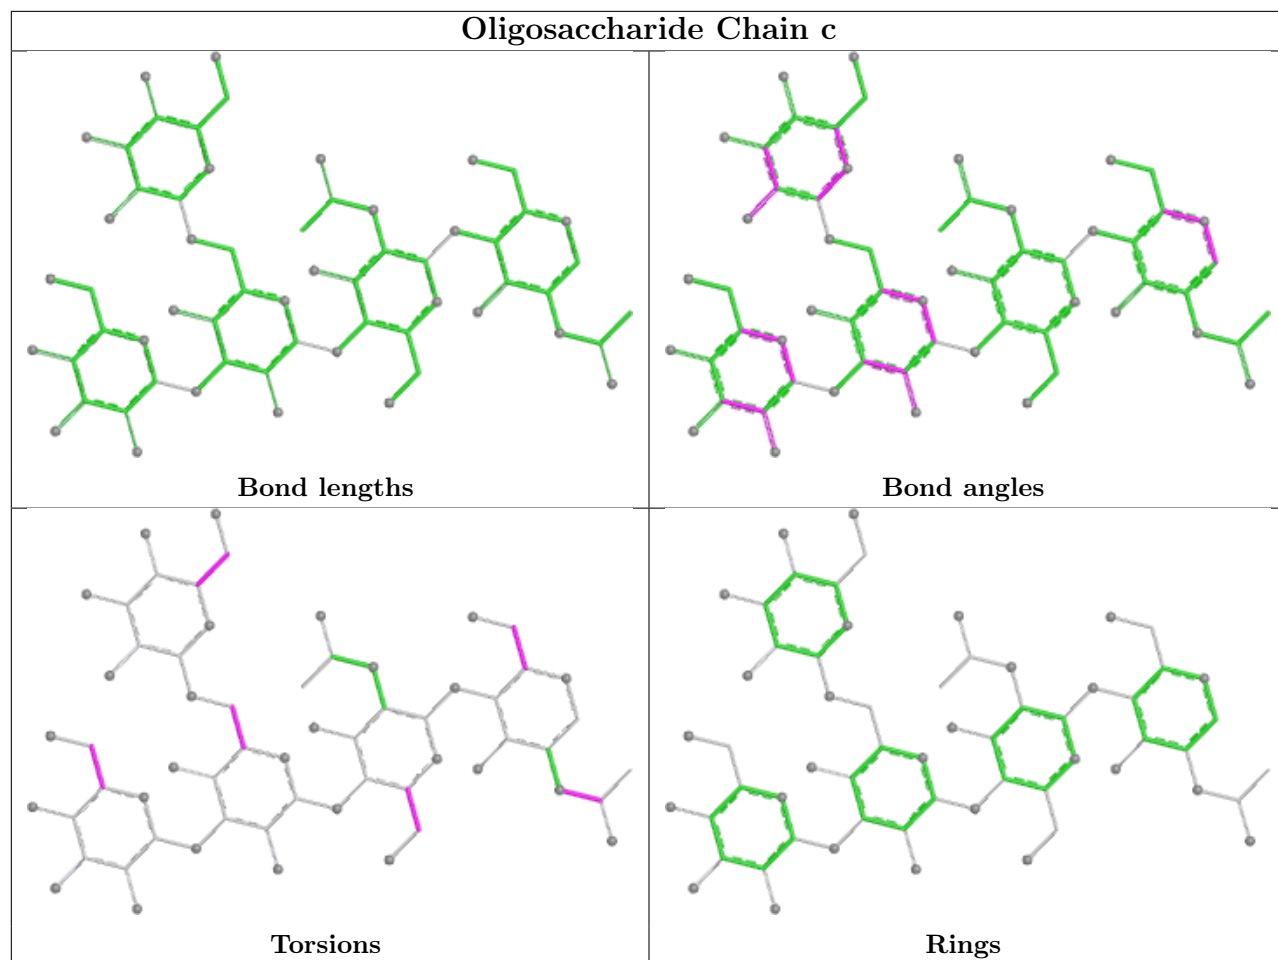 Oligosaccharide Chain c
Bond lengths
Bond angles
Torsions
Rings